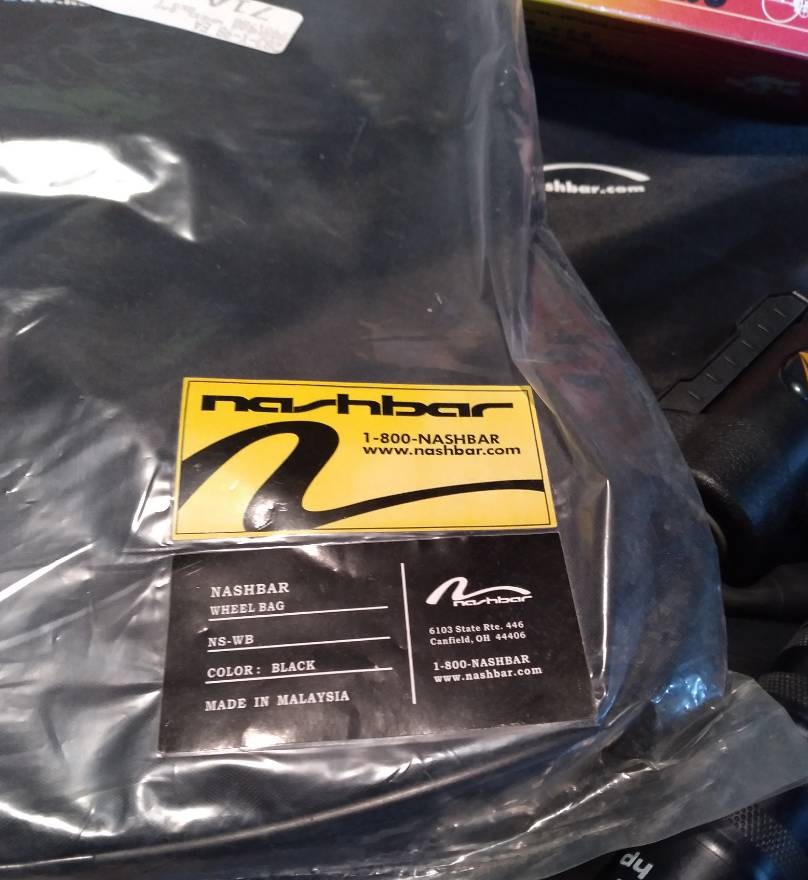 shbar.com
nashbar
1-800-NASHBAR
www.nashbar.com
NASHBAR
WHEEL BAG
NS-WB
COLOR: BLACK
MADE IN MALAYSIA
nashbar
6103 State Rte. 446
Canfield, OH 44406
1-800-NASHBAR
www.nashbar.com